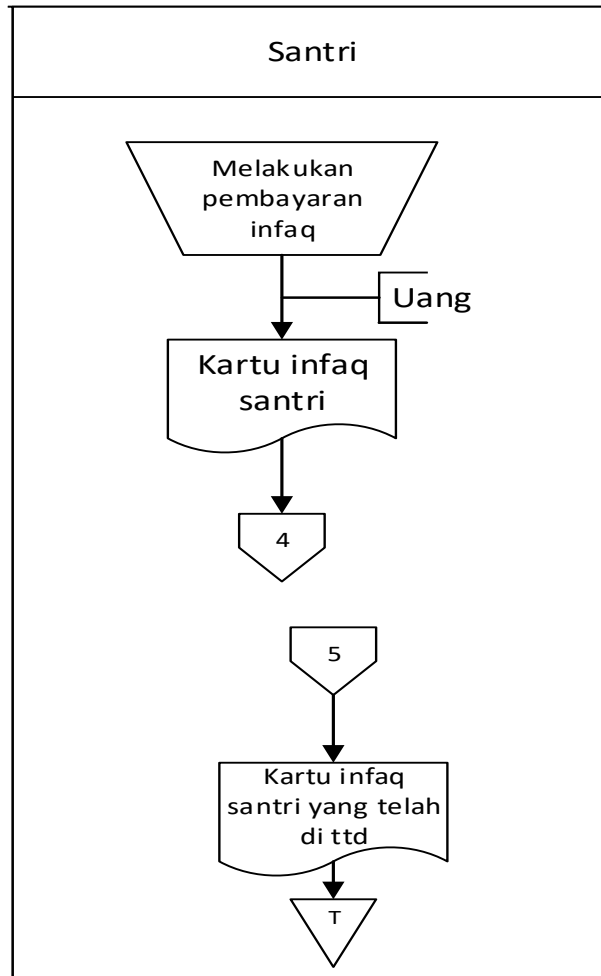 Santri
Melakukan
pembayaran
infaq
Uang
Kartu infaq
santri
4
5
Kartu infaq
santri yang telah
di ttd
T